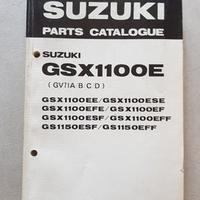 SUZUKI
PARTS CATALOGUE
SUZUKI
GSX1100E
(GV71A B C D)
GSX1100EE/GSX1100ESE
GSX1100EFE/GSX1100EF
GSX1100ESF/GSX1100EFF
GS1150ESF/GS1150EFF